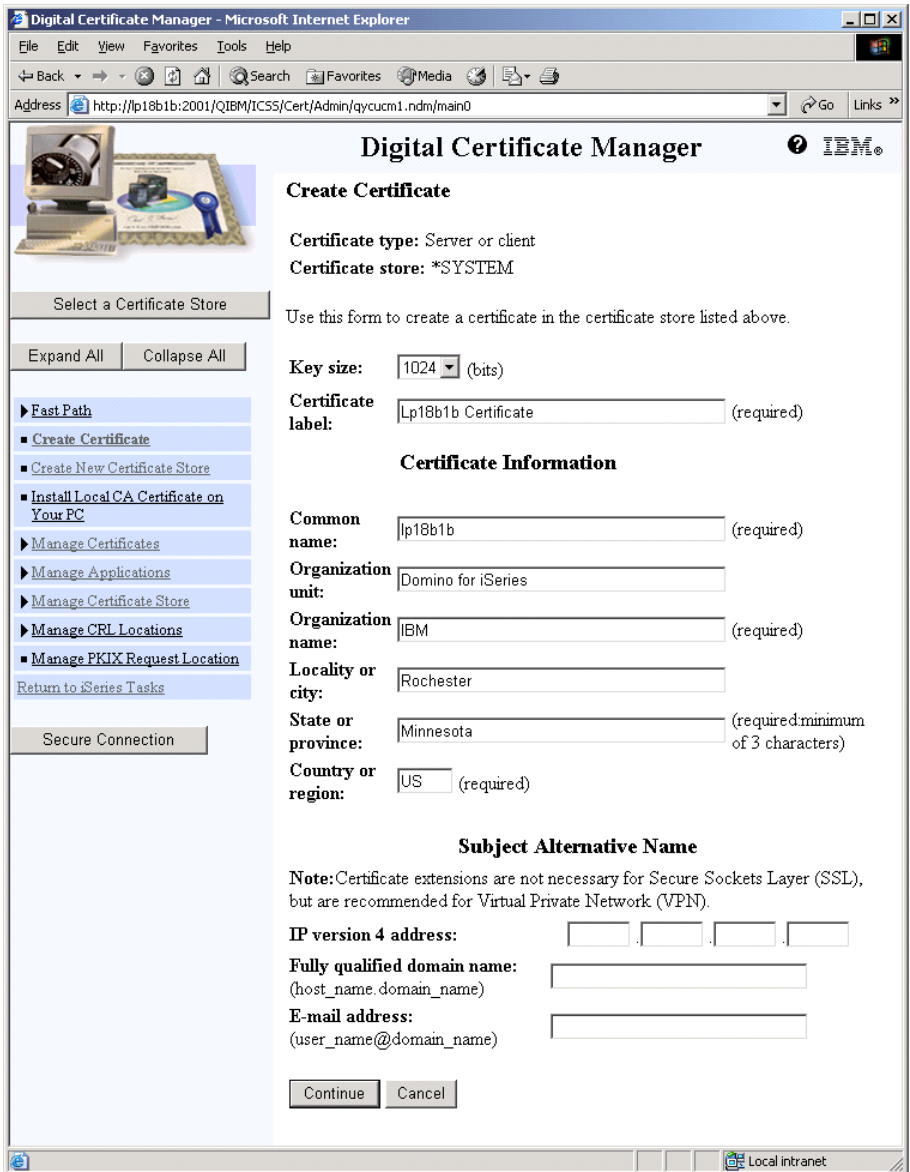 Digital Certificate Manager - Microsoft Internet Explorer
File Edit View Favorites Tools Help
Back Search Favorites Media
Address http://lp18b1b:2001/QIBM/ICSS/Cert/Admin/qycucm1.ndm/main0 Go Links »
Digital Certificate Manager ? IBM®
Select a Certificate Store
Expand All Collapse All
Fast Path
Create Certificate
Create New Certificate Store
Install Local CA Certificate on
Your PC
Manage Certificates
Manage Applications
Manage Certificate Store
Manage CRL Locations
Manage PKIX Request Location
Return to iSeries Tasks
Secure Connection
Create Certificate
Certificate type: Server or client
Certificate store: *SYSTEM
Use this form to create a certificate in the certificate store listed above.
Key size: 1024 (bits)
Certificate
label: Lp18b1b Certificate (required)
Certificate Information
Common
name: lp18b1b (required)
Organization
unit: Domino for iSeries
Organization
name: IBM (required)
Locality or
city: Rochester
State or
province: Minnesota (required:minimum
of 3 characters)
Country or
region: US (required)
Subject Alternative Name
Note:Certificate extensions are not necessary for Secure Sockets Layer (SSL),
but are recommended for Virtual Private Network (VPN).
IP version 4 address: . . .
Fully qualified domain name:
(host_name.domain_name)
E-mail address:
(user_name@domain_name)
Continue Cancel
Local intranet